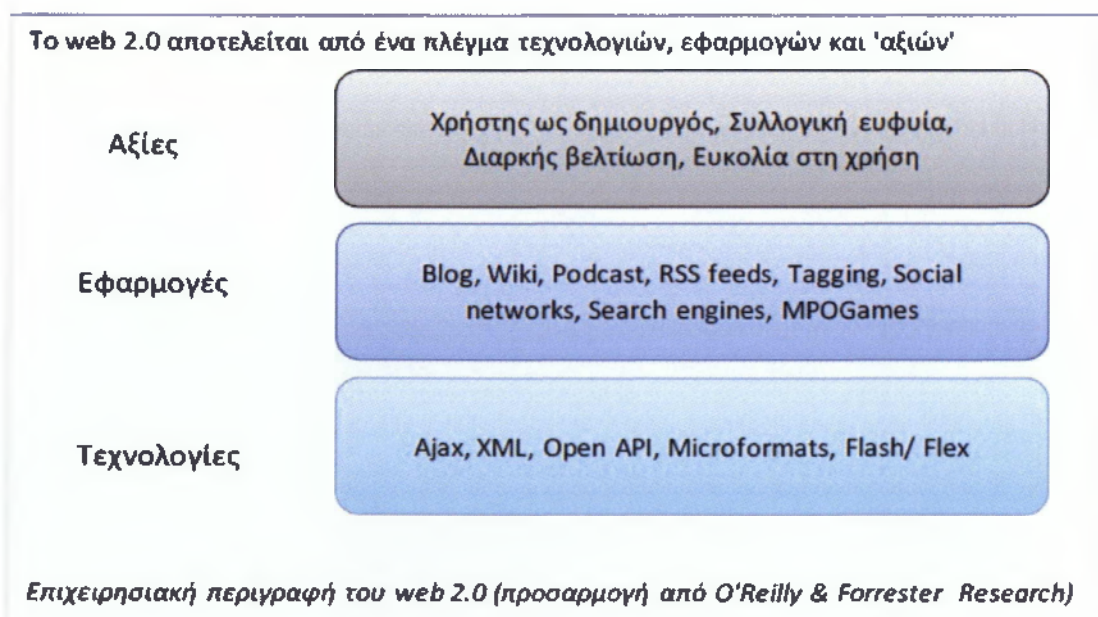 Το web 2.0 αποτελείται από ένα πλέγμα τεχνολογιών, εφαρμογών και 'αξιών'
Αξίες
Χρήστης ως δημιουργός, Συλλογική ευφυία,
Διαρκής βελτίωση, Ευκολία στη χρήση
Εφαρμογές
Blog, Wiki, Podcast, RSS feeds, Tagging, Social
networks, Search engines, MPOGames
Τεχνολογίες
Ajax, XML, Open API, Microformats, Flash/ Flex
Επιχειρησιακή περιγραφή του web 2.0 (προσαρμογή από O'Reilly & Forrester Research)